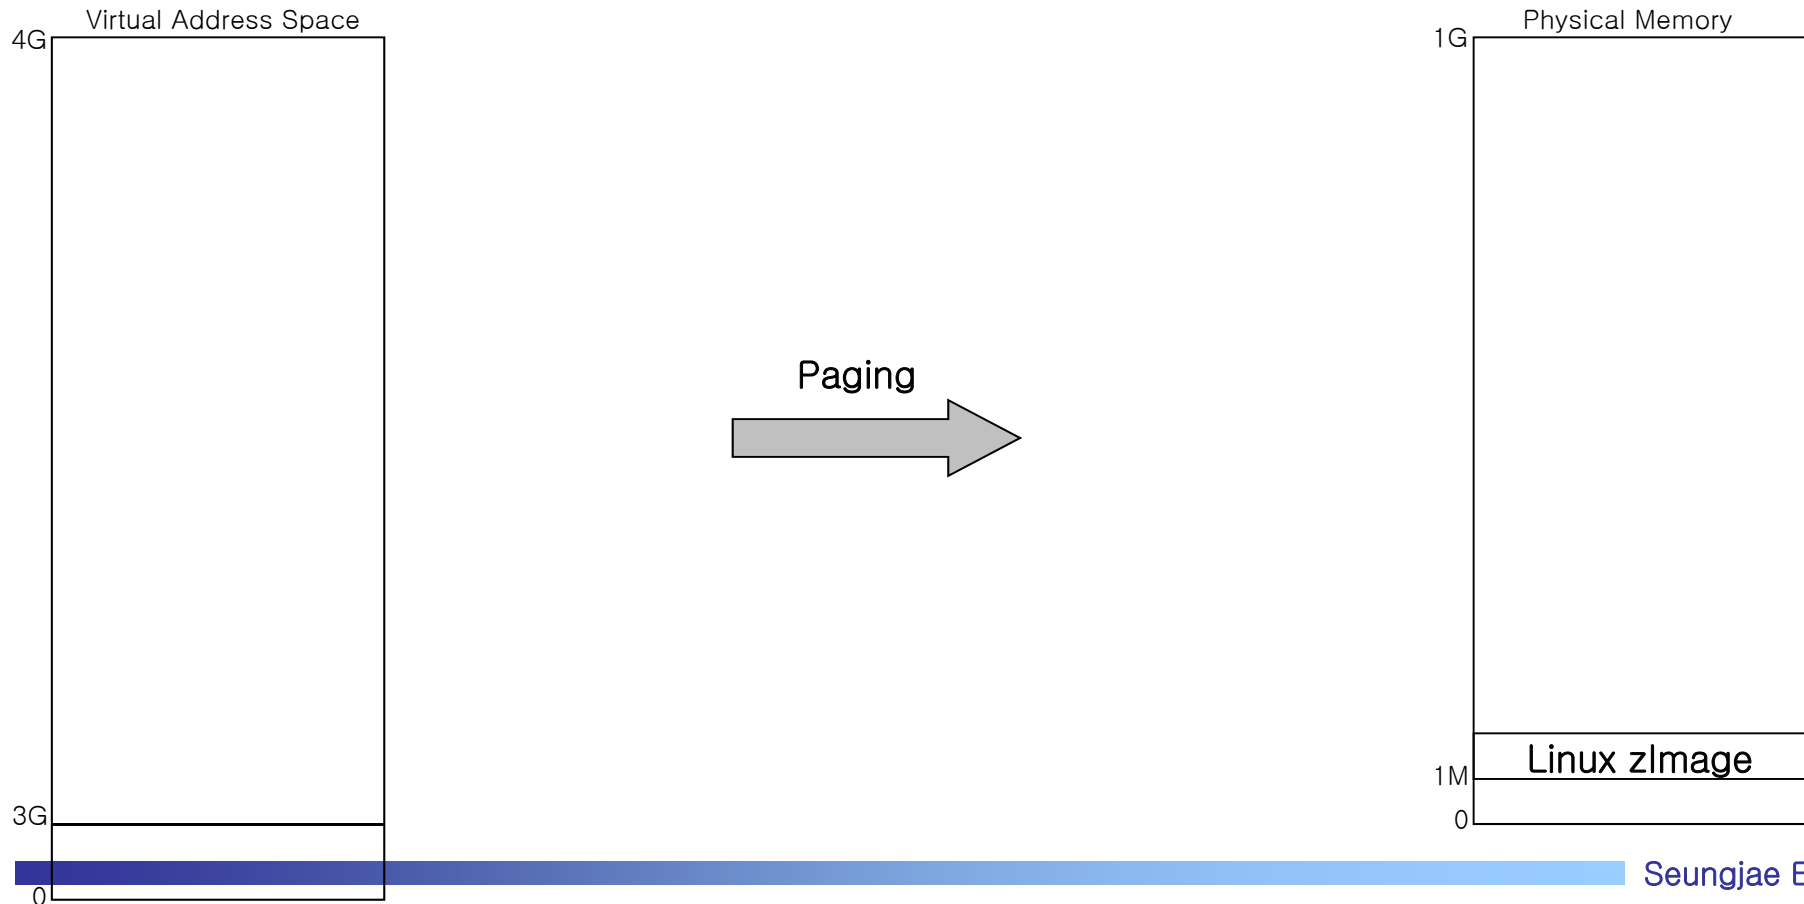 Virtual Address Space
4G
3G
0
Paging
Physical Memory
1G
Linux zImage
1M
0
Seungjae